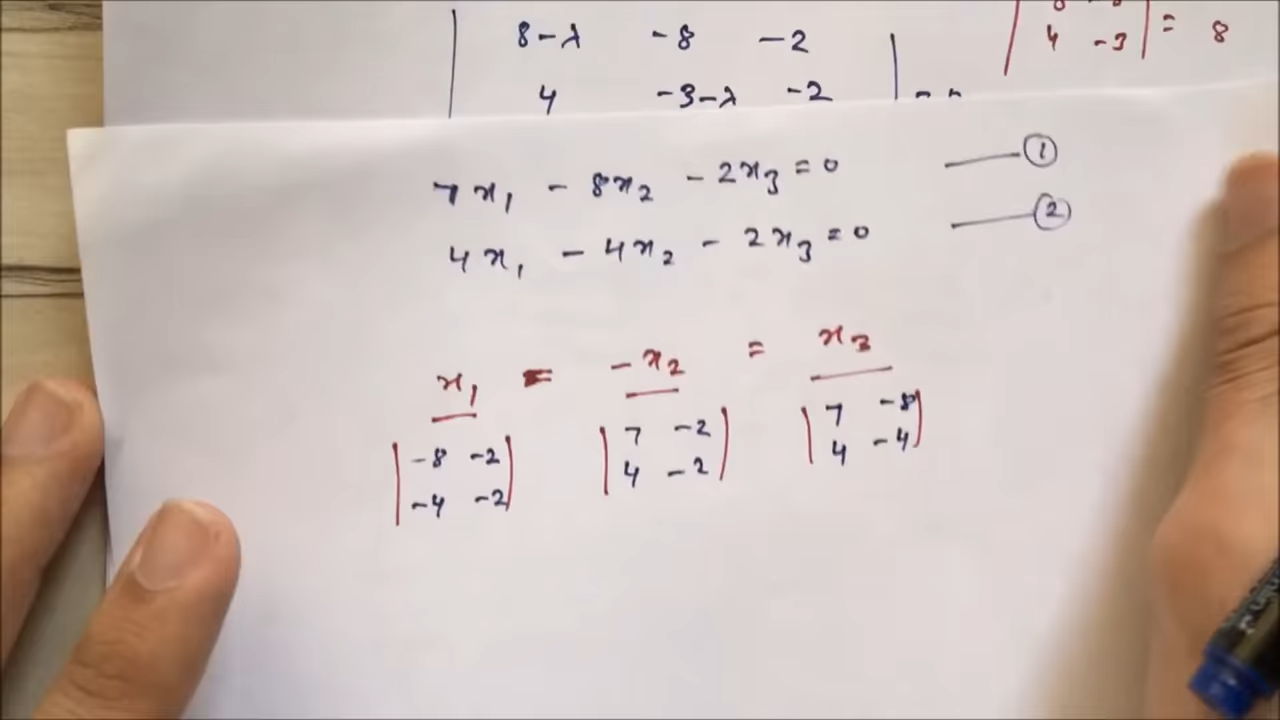 | 8-λ -8 -2 |
4 -3-λ -2
| 4 -3 | = 8
7x₁ - 8x₂ - 2x₃ = 0 —— ①
4x₁ - 4x₂ - 2x₃ = 0 —— ②
x₁ = -x₂ = x₃
| -8 -2 | | 7 -2 | | 7 -8 |
| -4 -2 | | 4 -2 | | 4 -4 |